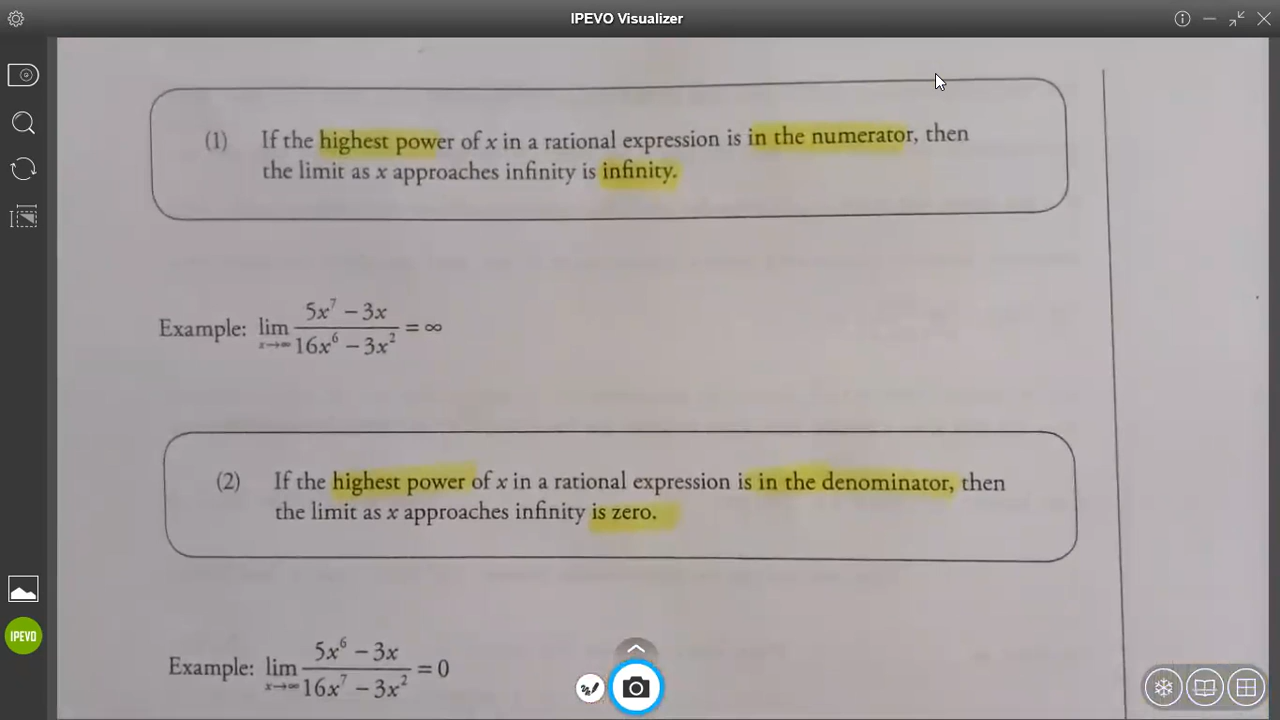 IPEVO Visualizer
(1) If the highest power of x in a rational expression is in the numerator, then
the limit as x approaches infinity is infinity.
Example: lim x→∞ (5x⁷ − 3x)/(16x⁶ − 3x²) = ∞
(2) If the highest power of x in a rational expression is in the denominator, then
the limit as x approaches infinity is zero.
Example: lim x→∞ (5x⁶ − 3x)/(16x⁷ − 3x²) = 0
IPEVO